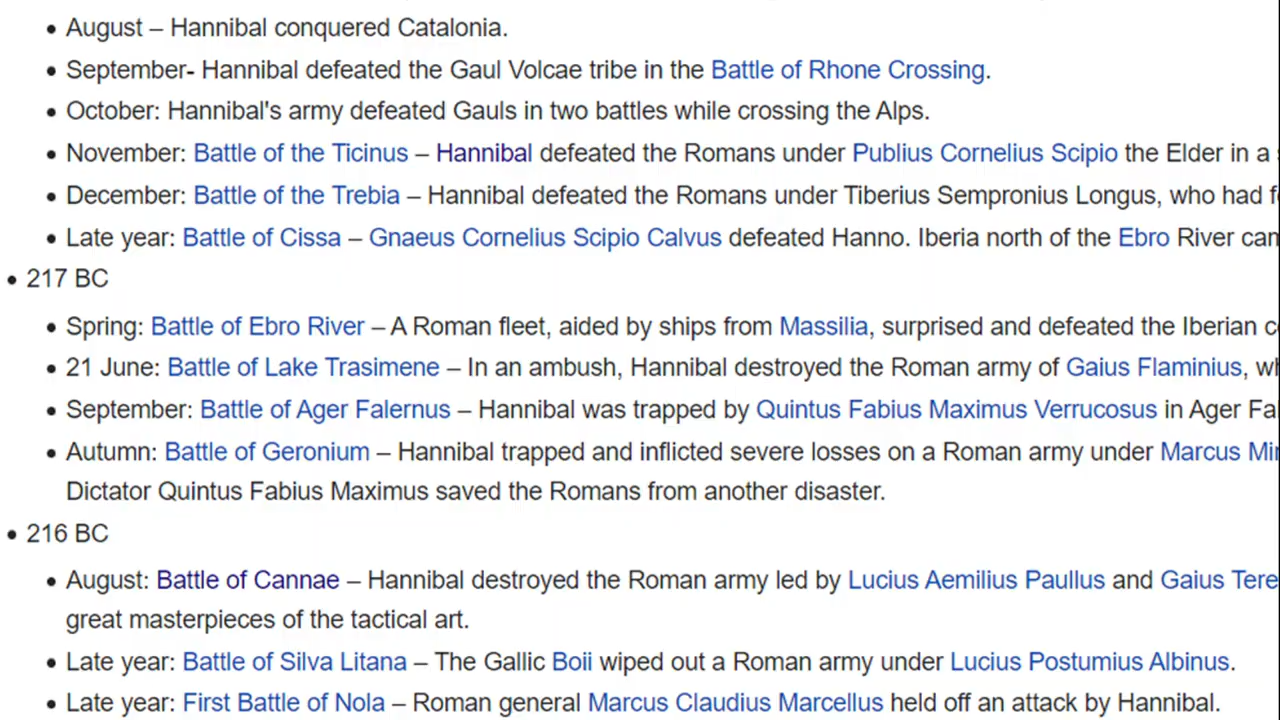 • August – Hannibal conquered Catalonia.
• September- Hannibal defeated the Gaul Volcae tribe in the Battle of Rhone Crossing.
• October: Hannibal's army defeated Gauls in two battles while crossing the Alps.
• November: Battle of the Ticinus – Hannibal defeated the Romans under Publius Cornelius Scipio the Elder in a
• December: Battle of the Trebia – Hannibal defeated the Romans under Tiberius Sempronius Longus, who had
• Late year: Battle of Cissa – Gnaeus Cornelius Scipio Calvus defeated Hanno. Iberia north of the Ebro River
• 217 BC
• Spring: Battle of Ebro River – A Roman fleet, aided by ships from Massilia, surprised and defeated the Iberian
• 21 June: Battle of Lake Trasimene – In an ambush, Hannibal destroyed the Roman army of Gaius Flaminius,
• September: Battle of Ager Falernus – Hannibal was trapped by Quintus Fabius Maximus Verrucosus in Ager
• Autumn: Battle of Geronium – Hannibal trapped and inflicted severe losses on a Roman army under Marcus
Dictator Quintus Fabius Maximus saved the Romans from another disaster.
• 216 BC
• August: Battle of Cannae – Hannibal destroyed the Roman army led by Lucius Aemilius Paullus and Gaius
great masterpieces of the tactical art.
• Late year: Battle of Silva Litana – The Gallic Boii wiped out a Roman army under Lucius Postumius Albinus.
• Late year: First Battle of Nola – Roman general Marcus Claudius Marcellus held off an attack by Hannibal.